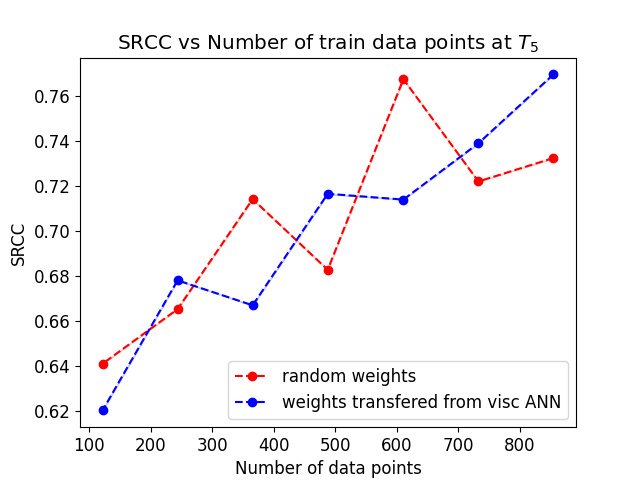 SRCC vs Number of train data points at $T_5$
0.76
0.74
0.72
0.70
0.68
0.66
0.64
0.62
SRCC
random weights
weights transfered from visc ANN
100 200 300 400 500 600 700 800
Number of data points